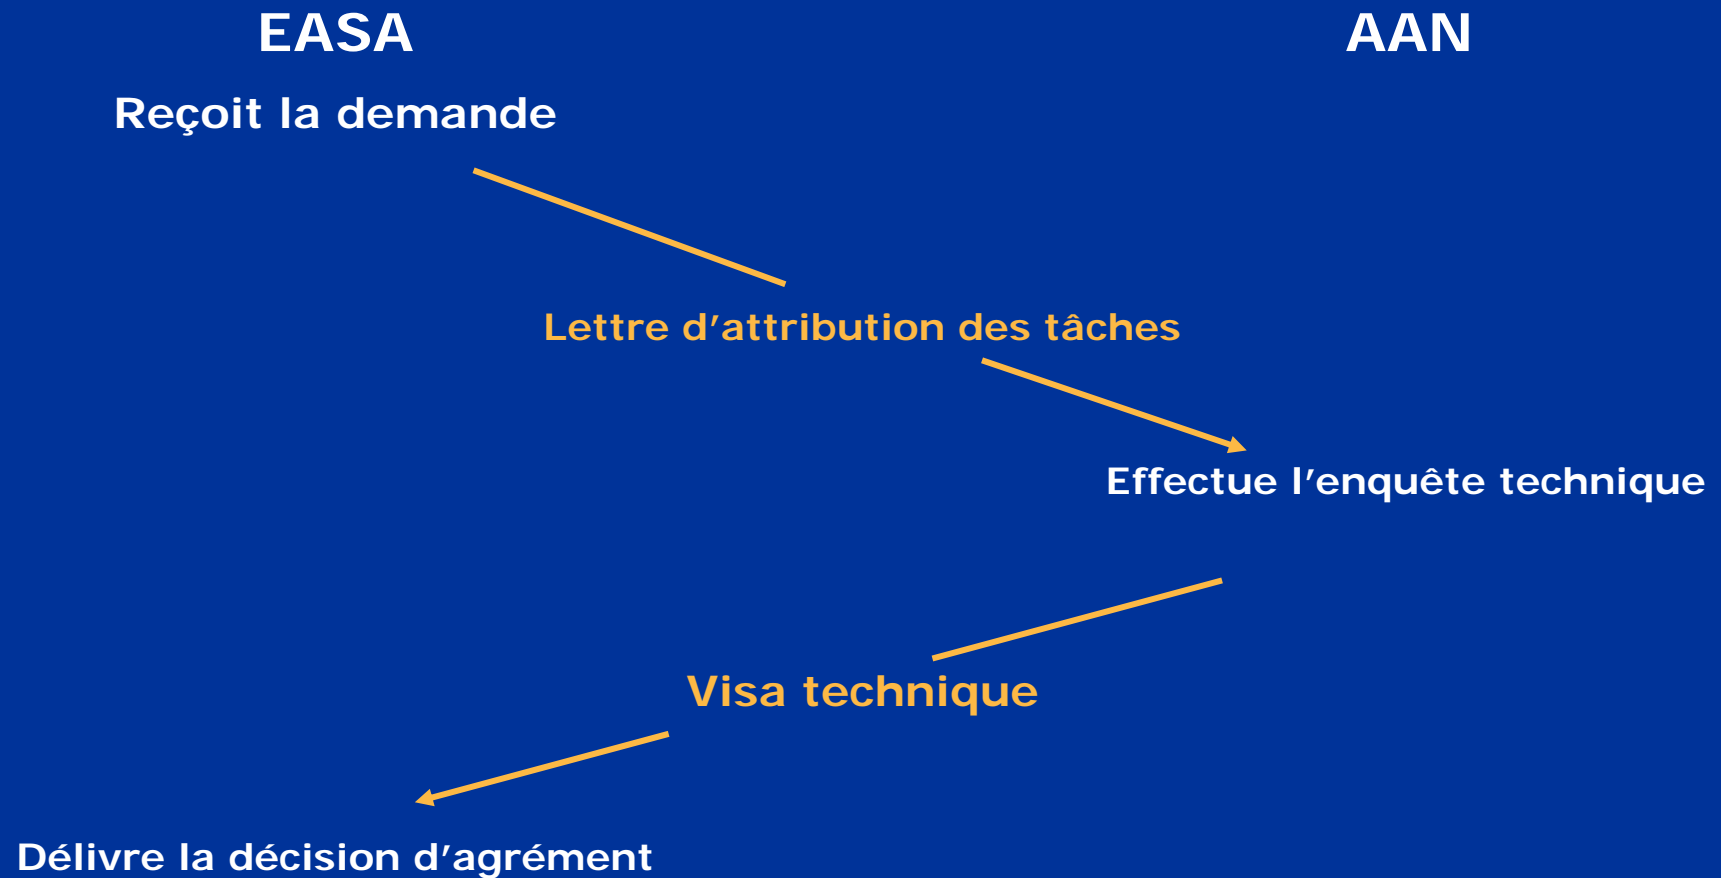 EASA
AAN
Reçoit la demande
Lettre d’attribution des tâches
Effectue l’enquête technique
Visa technique
Délivre la décision d’agrément